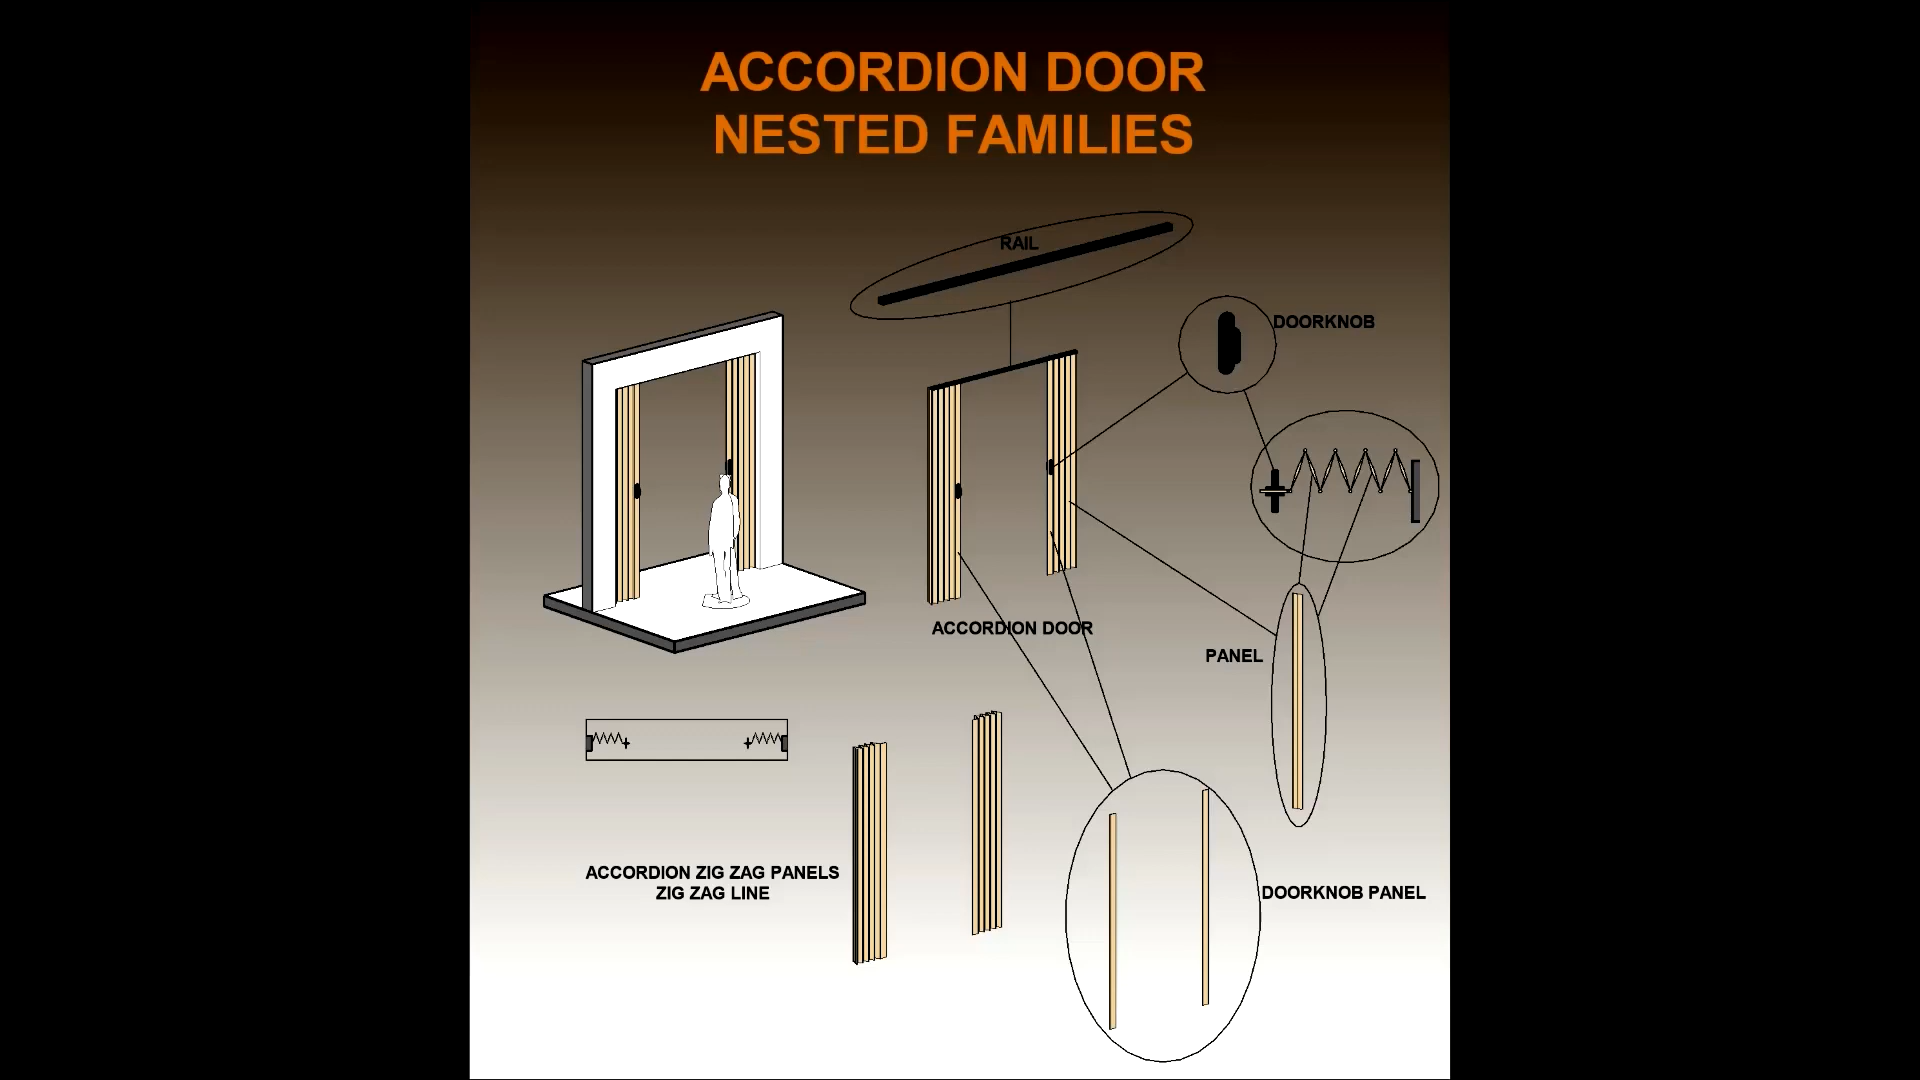 ACCORDION DOOR
NESTED FAMILIES
RAIL
DOORKNOB
ACCORDION DOOR
PANEL
ACCORDION ZIG ZAG PANELS
ZIG ZAG LINE
DOORKNOB PANEL